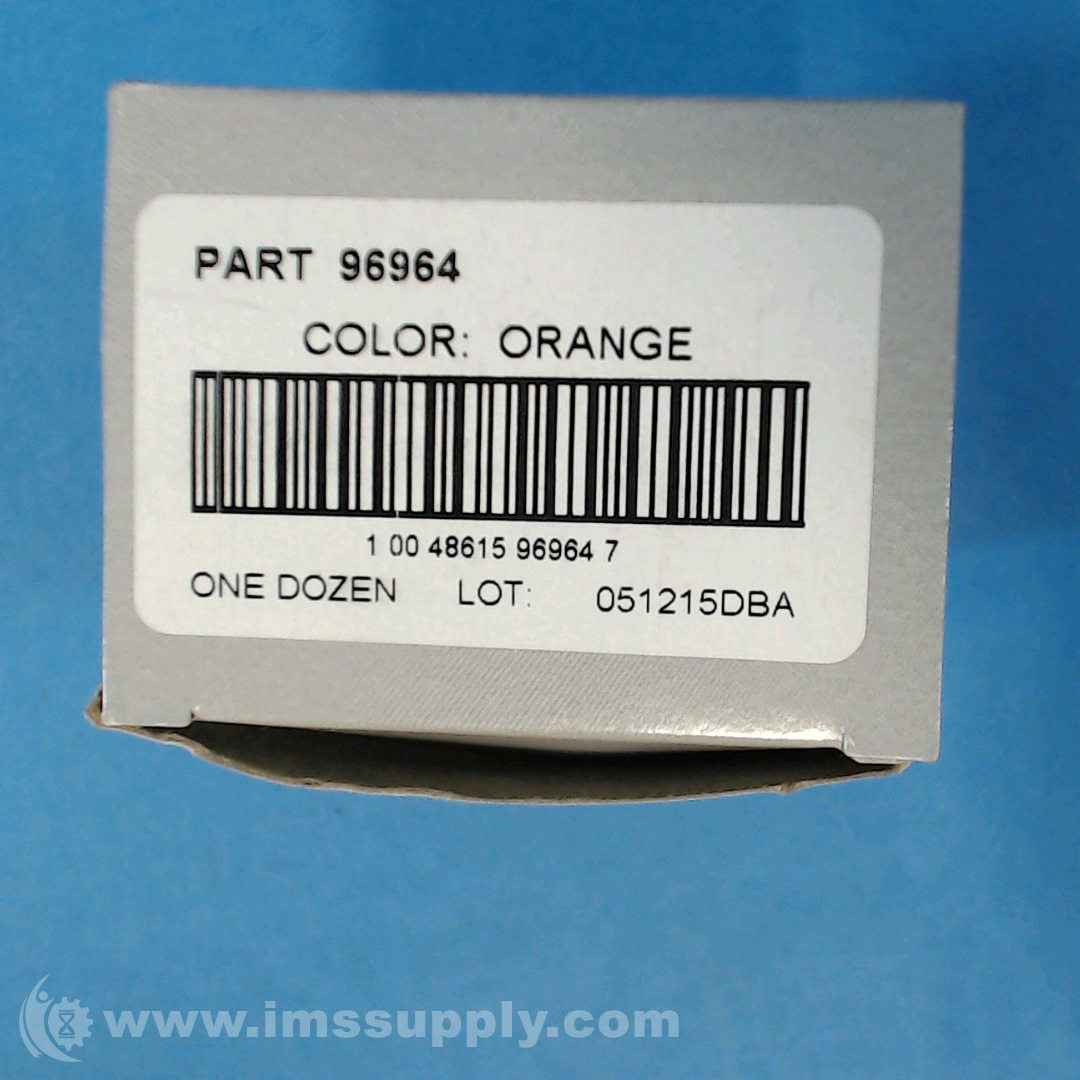 PART 96964
COLOR: ORANGE
1 00 48615 96964 7
ONE DOZEN LOT: 051215DBA
www.imssupply.com